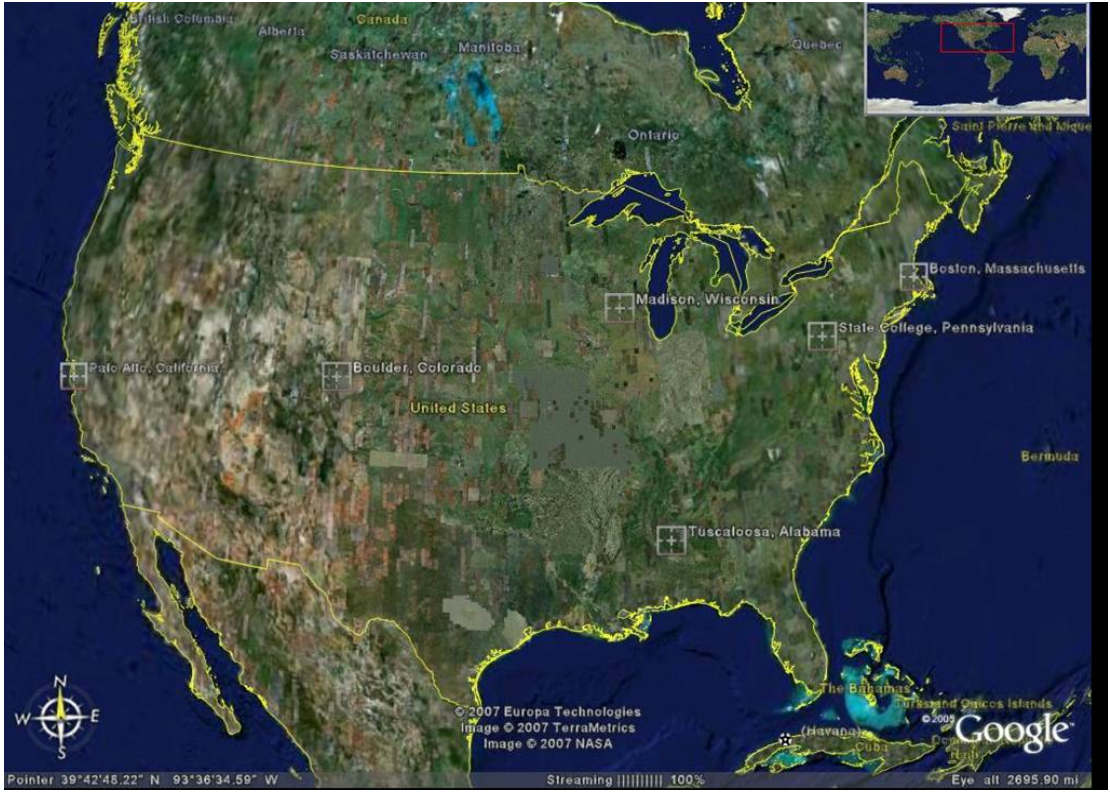 British Columbia
Canada
Alberta
Saskatchewan
Manitoba
Quebec
Ontario
Boston, Massachusetts
Madison, Wisconsin
State College, Pennsylvania
Palo Alto, California
Boulder, Colorado
United States
Bermuda
Tuscaloosa, Alabama
N
W E
S
The Bahamas
Turks and Caicos Islands
© 2007 Europa Technologies
Image © 2007 TerraMetrics
Image © 2007 NASA
© 2005 Google™
(Havana)
Cuba
Haiti
Saint Pierre and Mique
Pointer 39°42'48.22" N 93°36'34.59" W
Streaming |||||||||| 100%
Eye alt 2695.90 mi